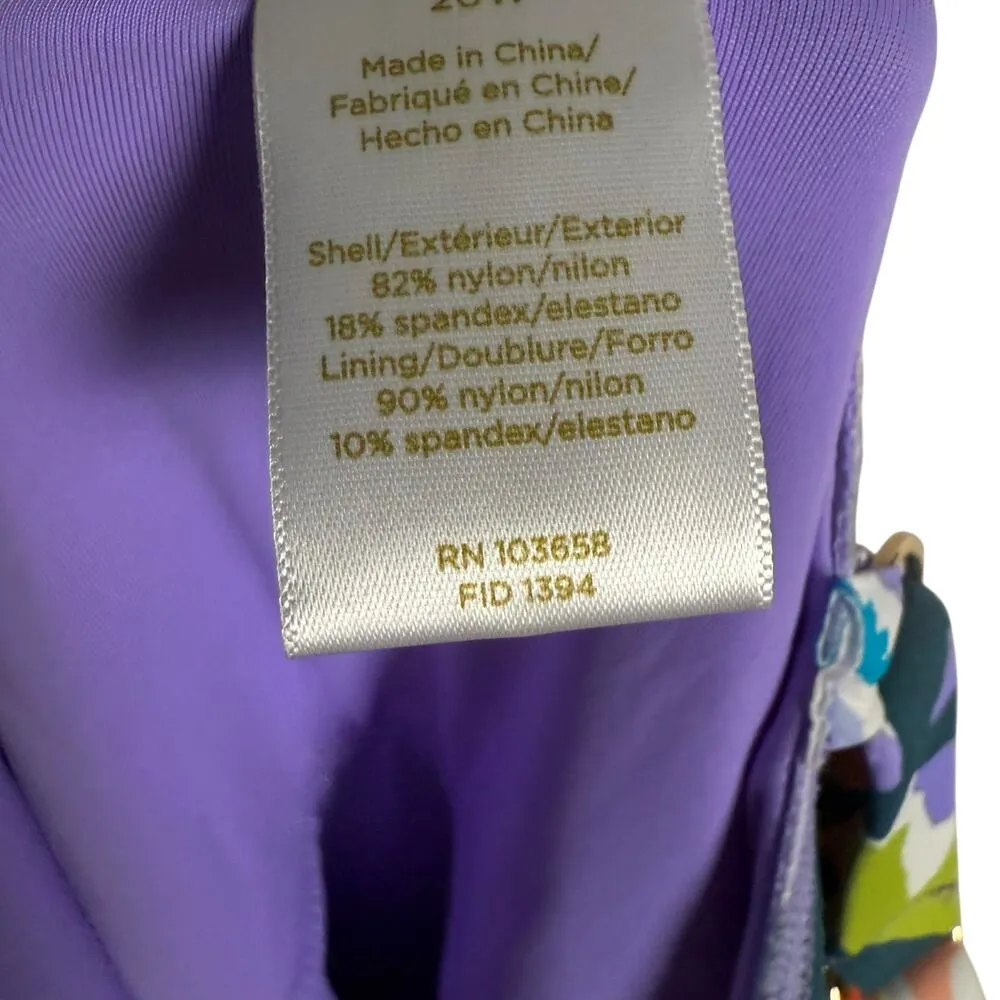 Made in China/
Fabriqué en Chine/
Hecho en China
Shell/Extérieur/Exterior
82% nylon/nilon
18% spandex/elestano
Lining/Doublure/Forro
90% nylon/nilon
10% spandex/elestano
RN 103658
FID 1394